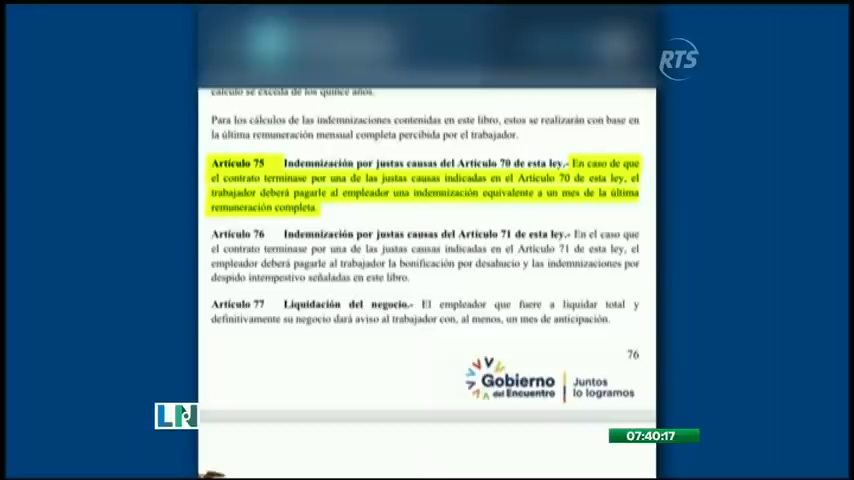 RTS
cálculo se exceda de los quince años.
Para los cálculos de las indemnizaciones contenidas en este libro, estos se realizarán con base en
la última remuneración mensual completa percibida por el trabajador.
Artículo 75 Indemnización por justas causas del Artículo 70 de esta ley.- En caso de que
el contrato terminase por una de las justas causas indicadas en el Artículo 70 de esta ley, el
trabajador deberá pagarle al empleador una indemnización equivalente a un mes de la última
remuneración completa.
Artículo 76 Indemnización por justas causas del Artículo 71 de esta ley.- En el caso que
el contrato terminase por una de las justas causas indicadas en el Artículo 71 de esta ley, el
empleador deberá pagarle al trabajador la bonificación por desahucio y las indemnizaciones por
despido intempestivo señaladas en este libro.
Artículo 77 Liquidación del negocio.- El empleador que fuere a liquidar total y
definitivamente su negocio dará aviso al trabajador con, al menos, un mes de anticipación.
76
Gobierno
del Encuentro
Juntos
lo logramos
LN
07:40:17